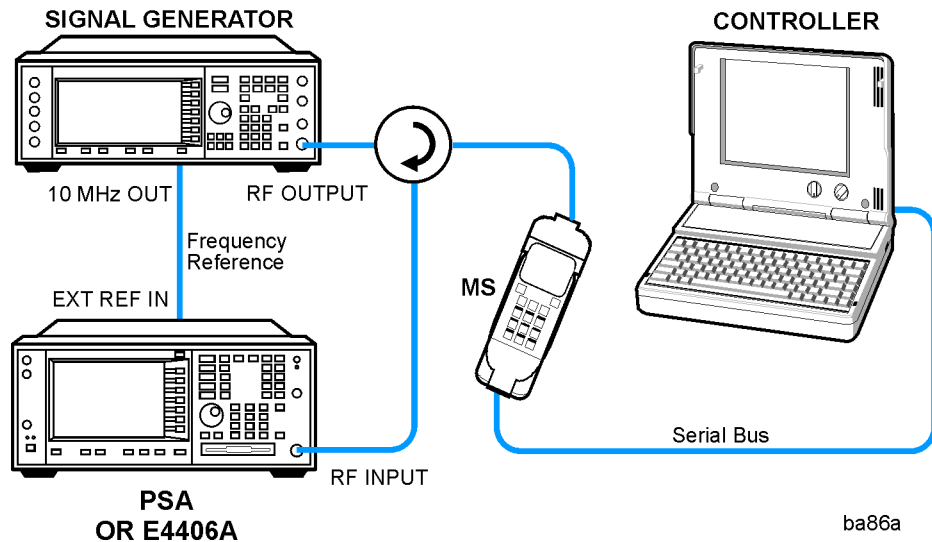 SIGNAL GENERATOR
CONTROLLER
10 MHz OUT
RF OUTPUT
Frequency
Reference
EXT REF IN
MS
Serial Bus
RF INPUT
PSA
OR E4406A
ba86a